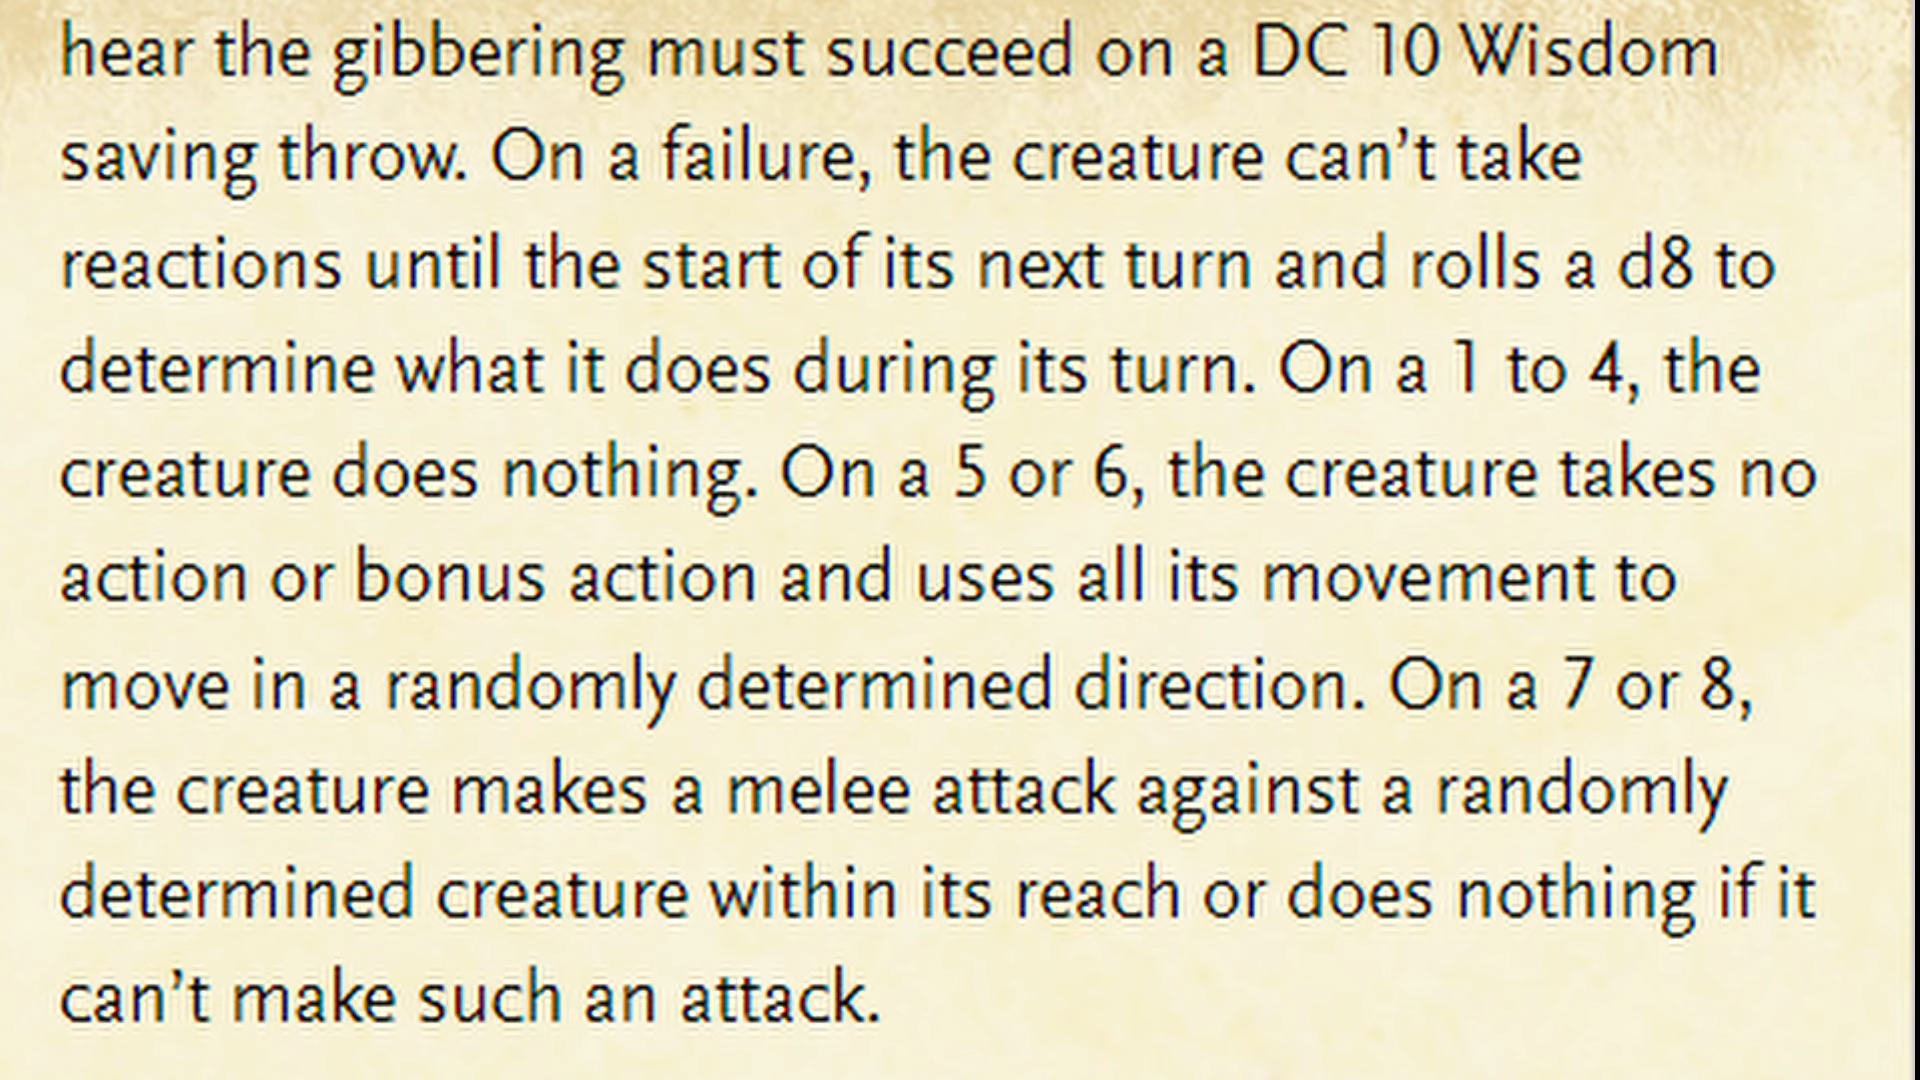 hear the gibbering must succeed on a DC 10 Wisdom
saving throw. On a failure, the creature can’t take
reactions until the start of its next turn and rolls a d8 to
determine what it does during its turn. On a 1 to 4, the
creature does nothing. On a 5 or 6, the creature takes no
action or bonus action and uses all its movement to
move in a randomly determined direction. On a 7 or 8,
the creature makes a melee attack against a randomly
determined creature within its reach or does nothing if it
can’t make such an attack.